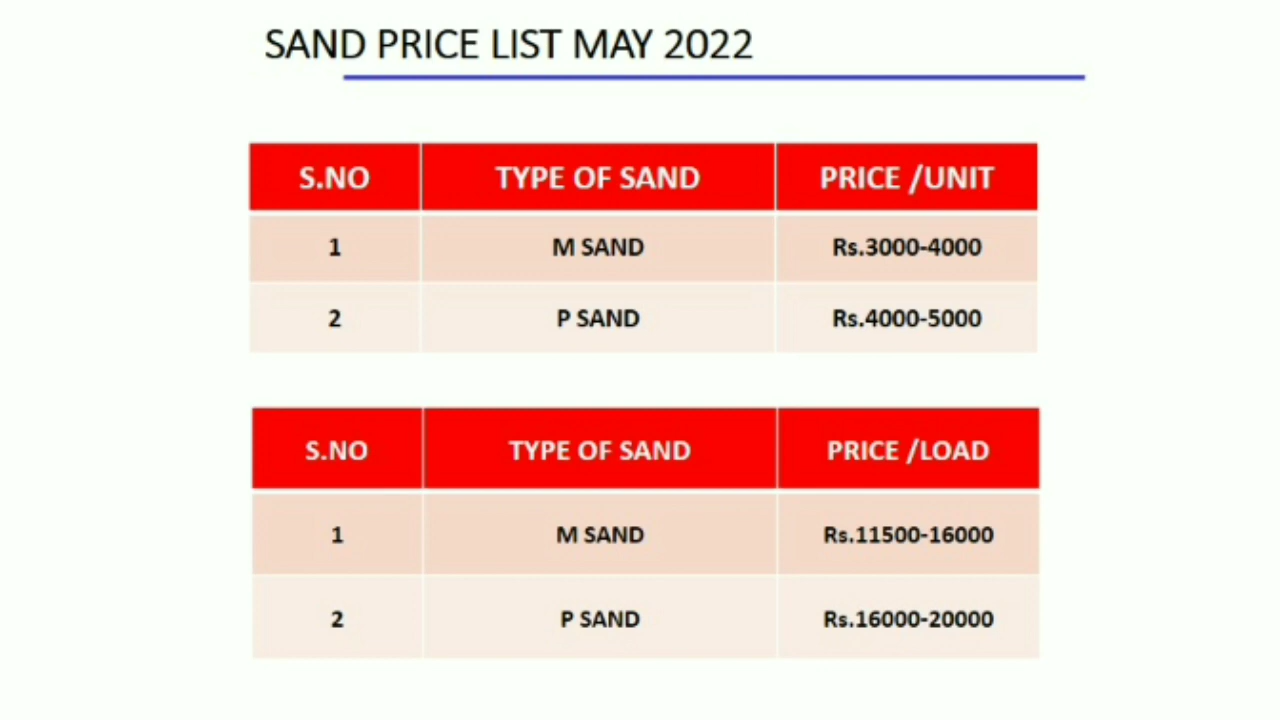 SAND PRICE LIST MAY 2022
S.NO TYPE OF SAND PRICE /UNIT
1 M SAND Rs.3000-4000
2 P SAND Rs.4000-5000
S.NO TYPE OF SAND PRICE /LOAD
1 M SAND Rs.11500-16000
2 P SAND Rs.16000-20000